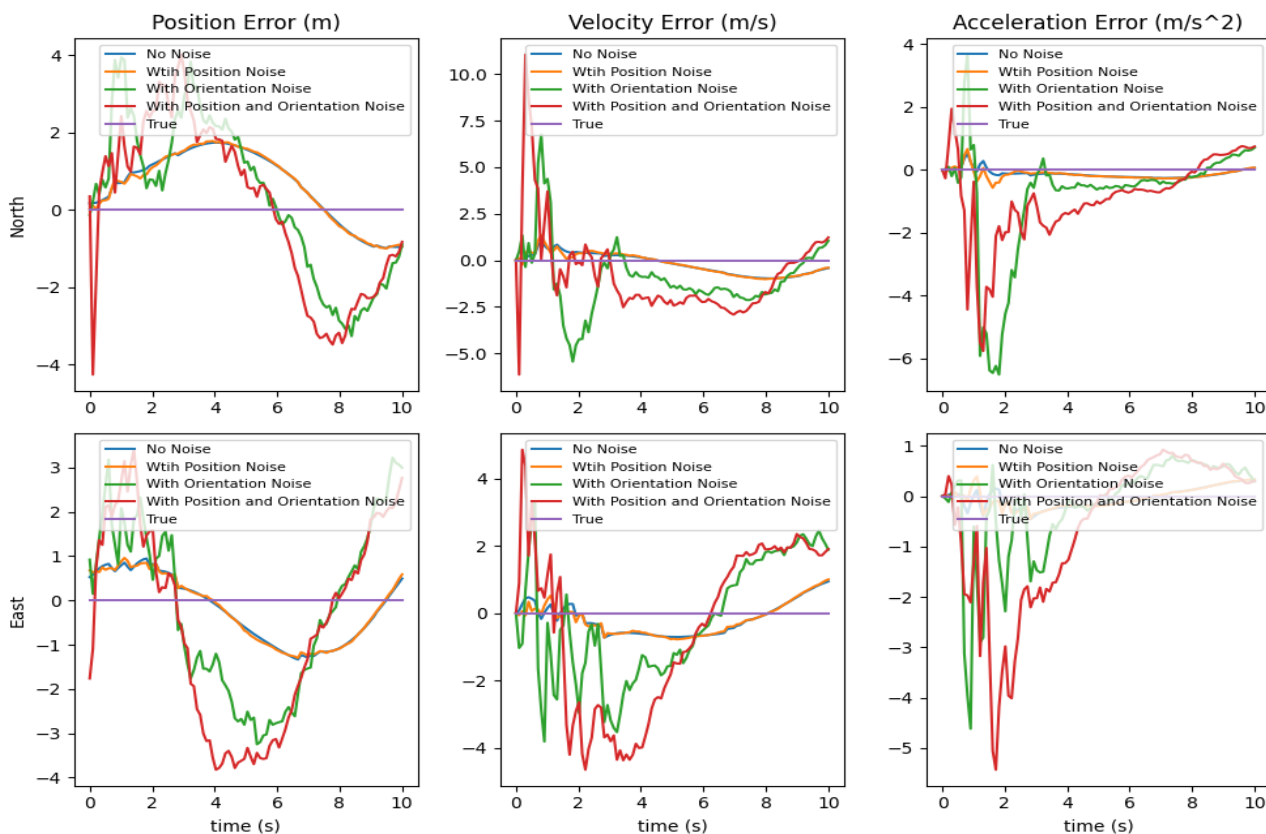 Position Error (m)
Velocity Error (m/s)
Acceleration Error (m/s^2)
North
4
2
0
−2
−4
0 2 4 6 8 10
No Noise
Wtih Position Noise
With Orientation Noise
With Position and Orientation Noise
True
10.0
7.5
5.0
2.5
0.0
−2.5
−5.0
0 2 4 6 8 10
No Noise
Wtih Position Noise
With Orientation Noise
With Position and Orientation Noise
True
4
2
0
−2
−4
−6
0 2 4 6 8 10
No Noise
Wtih Position Noise
With Orientation Noise
With Position and Orientation Noise
True
East
3
2
1
0
−1
−2
−3
−4
0 2 4 6 8 10
time (s)
No Noise
Wtih Position Noise
With Orientation Noise
With Position and Orientation Noise
True
4
2
0
−2
−4
0 2 4 6 8 10
time (s)
No Noise
Wtih Position Noise
With Orientation Noise
With Position and Orientation Noise
True
1
0
−1
−2
−3
−4
−5
0 2 4 6 8 10
time (s)
No Noise
Wtih Position Noise
With Orientation Noise
With Position and Orientation Noise
True